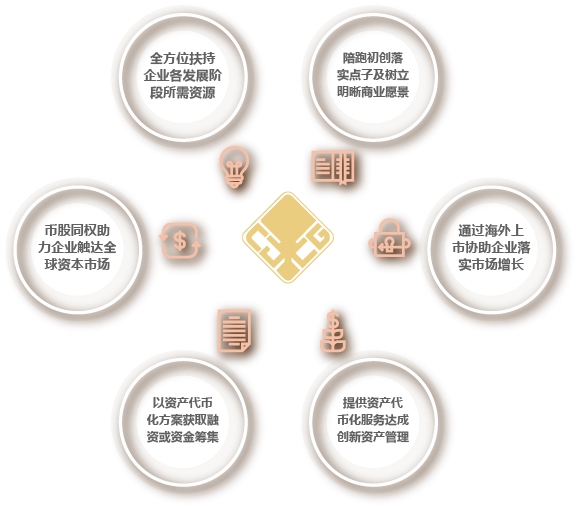 全方位扶持
企业各发展阶
段所需资源
陪跑初创落
实点子及树立
明晰商业愿景
币股同权助
力企业触达全
球资本市场
通过海外上
市协助企业落
实市场增长
以资产代币
化方案获取融
资或资金筹集
提供资产代
币化服务达成
创新资产管理